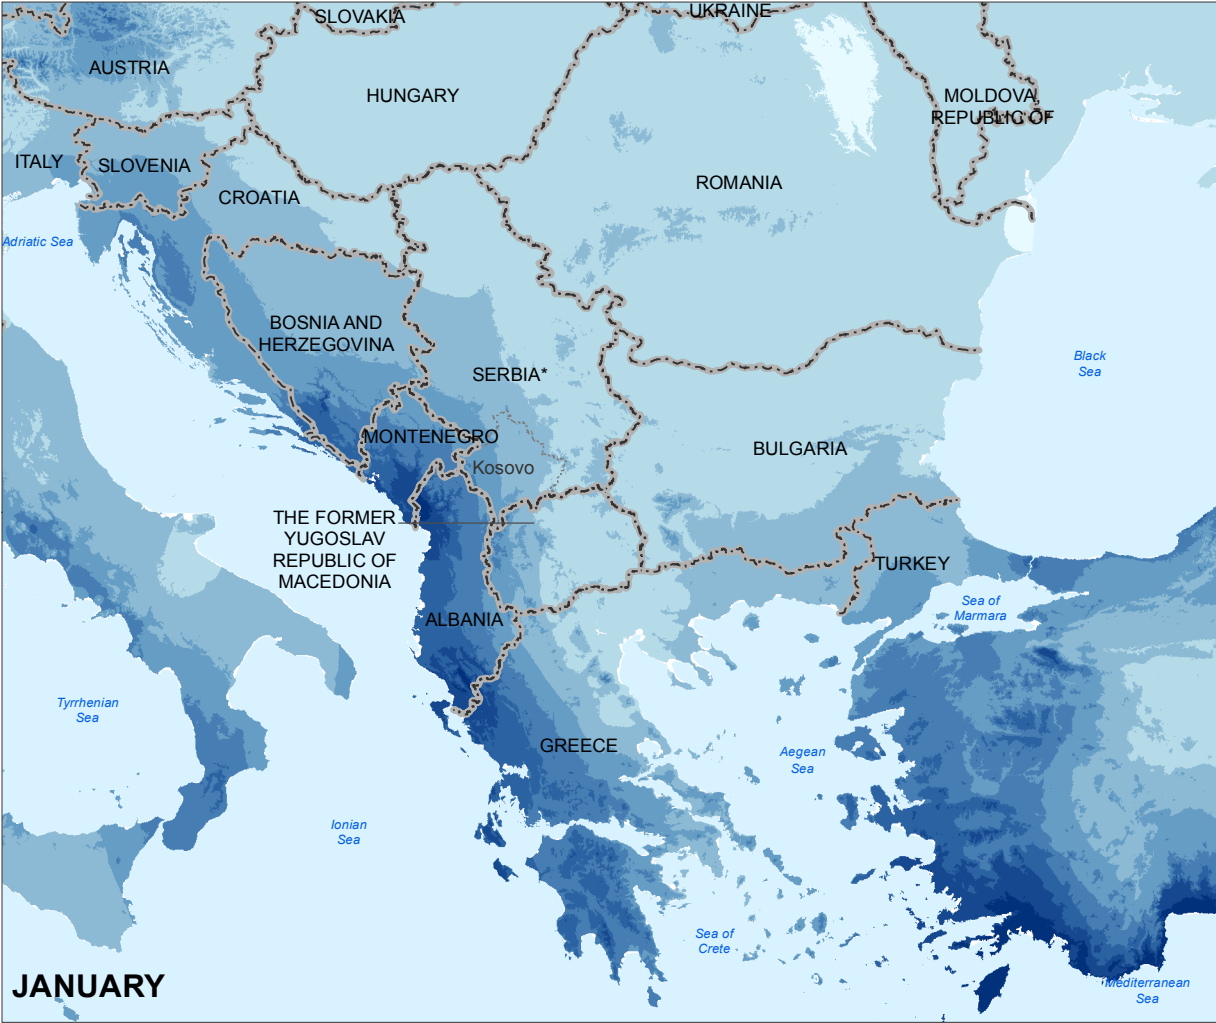 SLOVAKIA
UKRAINE
AUSTRIA
HUNGARY
MOLDOVA,
REPUBLIC OF
ITALY
SLOVENIA
CROATIA
ROMANIA
Adriatic Sea
BOSNIA AND
HERZEGOVINA
SERBIA*
Black
Sea
MONTENEGRO
BULGARIA
Kosovo
THE FORMER
YUGOSLAV
REPUBLIC OF
MACEDONIA
TURKEY
ALBANIA
Sea of
Marmara
Tyrrhenian
Sea
GREECE
Aegean
Sea
Ionian
Sea
Sea of
Crete
JANUARY
Mediterranean
Sea